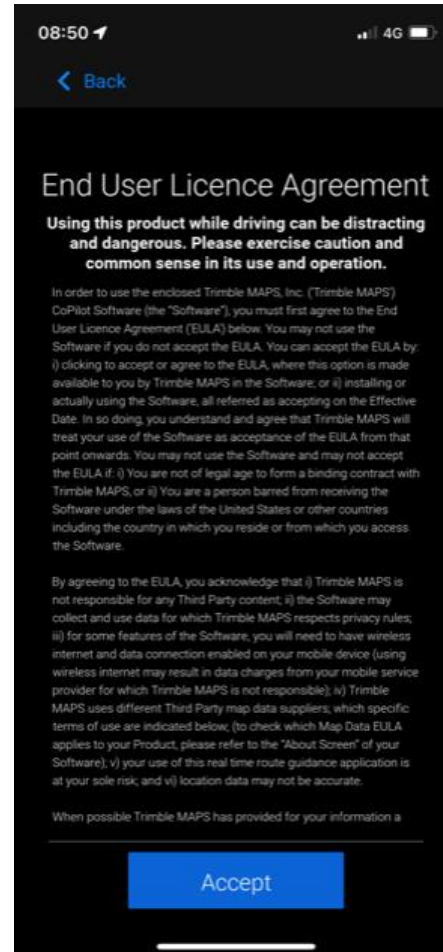 08:50
4G
Back
End User Licence Agreement
Using this product while driving can be distracting
and dangerous. Please exercise caution and
common sense in its use and operation.
In order to use the enclosed Trimble MAPS, Inc. ('Trimble MAPS')
CoPilot Software (the "Software"), you must first agree to the End
User Licence Agreement ('EULA') below. You may not use the
Software if you do not accept the EULA. You can accept the EULA by:
i) clicking to accept or agree to the EULA, where this option is made
available to you by Trimble MAPS in the Software; or ii) installing or
actually using the Software, all referred as accepting on the Effective
Date. In so doing, you understand and agree that Trimble MAPS will
treat your use of the Software as acceptance of the EULA from that
point onwards. You may not use the Software and may not accept
the EULA if: i) You are not of legal age to form a binding contract with
Trimble MAPS, or ii) You are a person barred from receiving the
Software under the laws of the United States or other countries
including the country in which you reside or from which you access
the Software.
By agreeing to the EULA, you acknowledge that i) Trimble MAPS is
not responsible for any Third Party content; ii) the Software may
collect and use data for which Trimble MAPS respects privacy rules;
iii) for some features of the Software, you will need to have wireless
internet and data connection enabled on your mobile device (using
wireless internet may result in data charges from your mobile service
provider for which Trimble MAPS is not responsible); iv) Trimble
MAPS uses different Third Party map data suppliers; which specific
terms of use are indicated below; (to check which Map Data EULA
applies to your Product, please refer to the "About Screen" of your
Software); v) your use of this real time route guidance application is
at your sole risk; and vi) location data may not be accurate.
When possible Trimble MAPS has provided for your information a
Accept